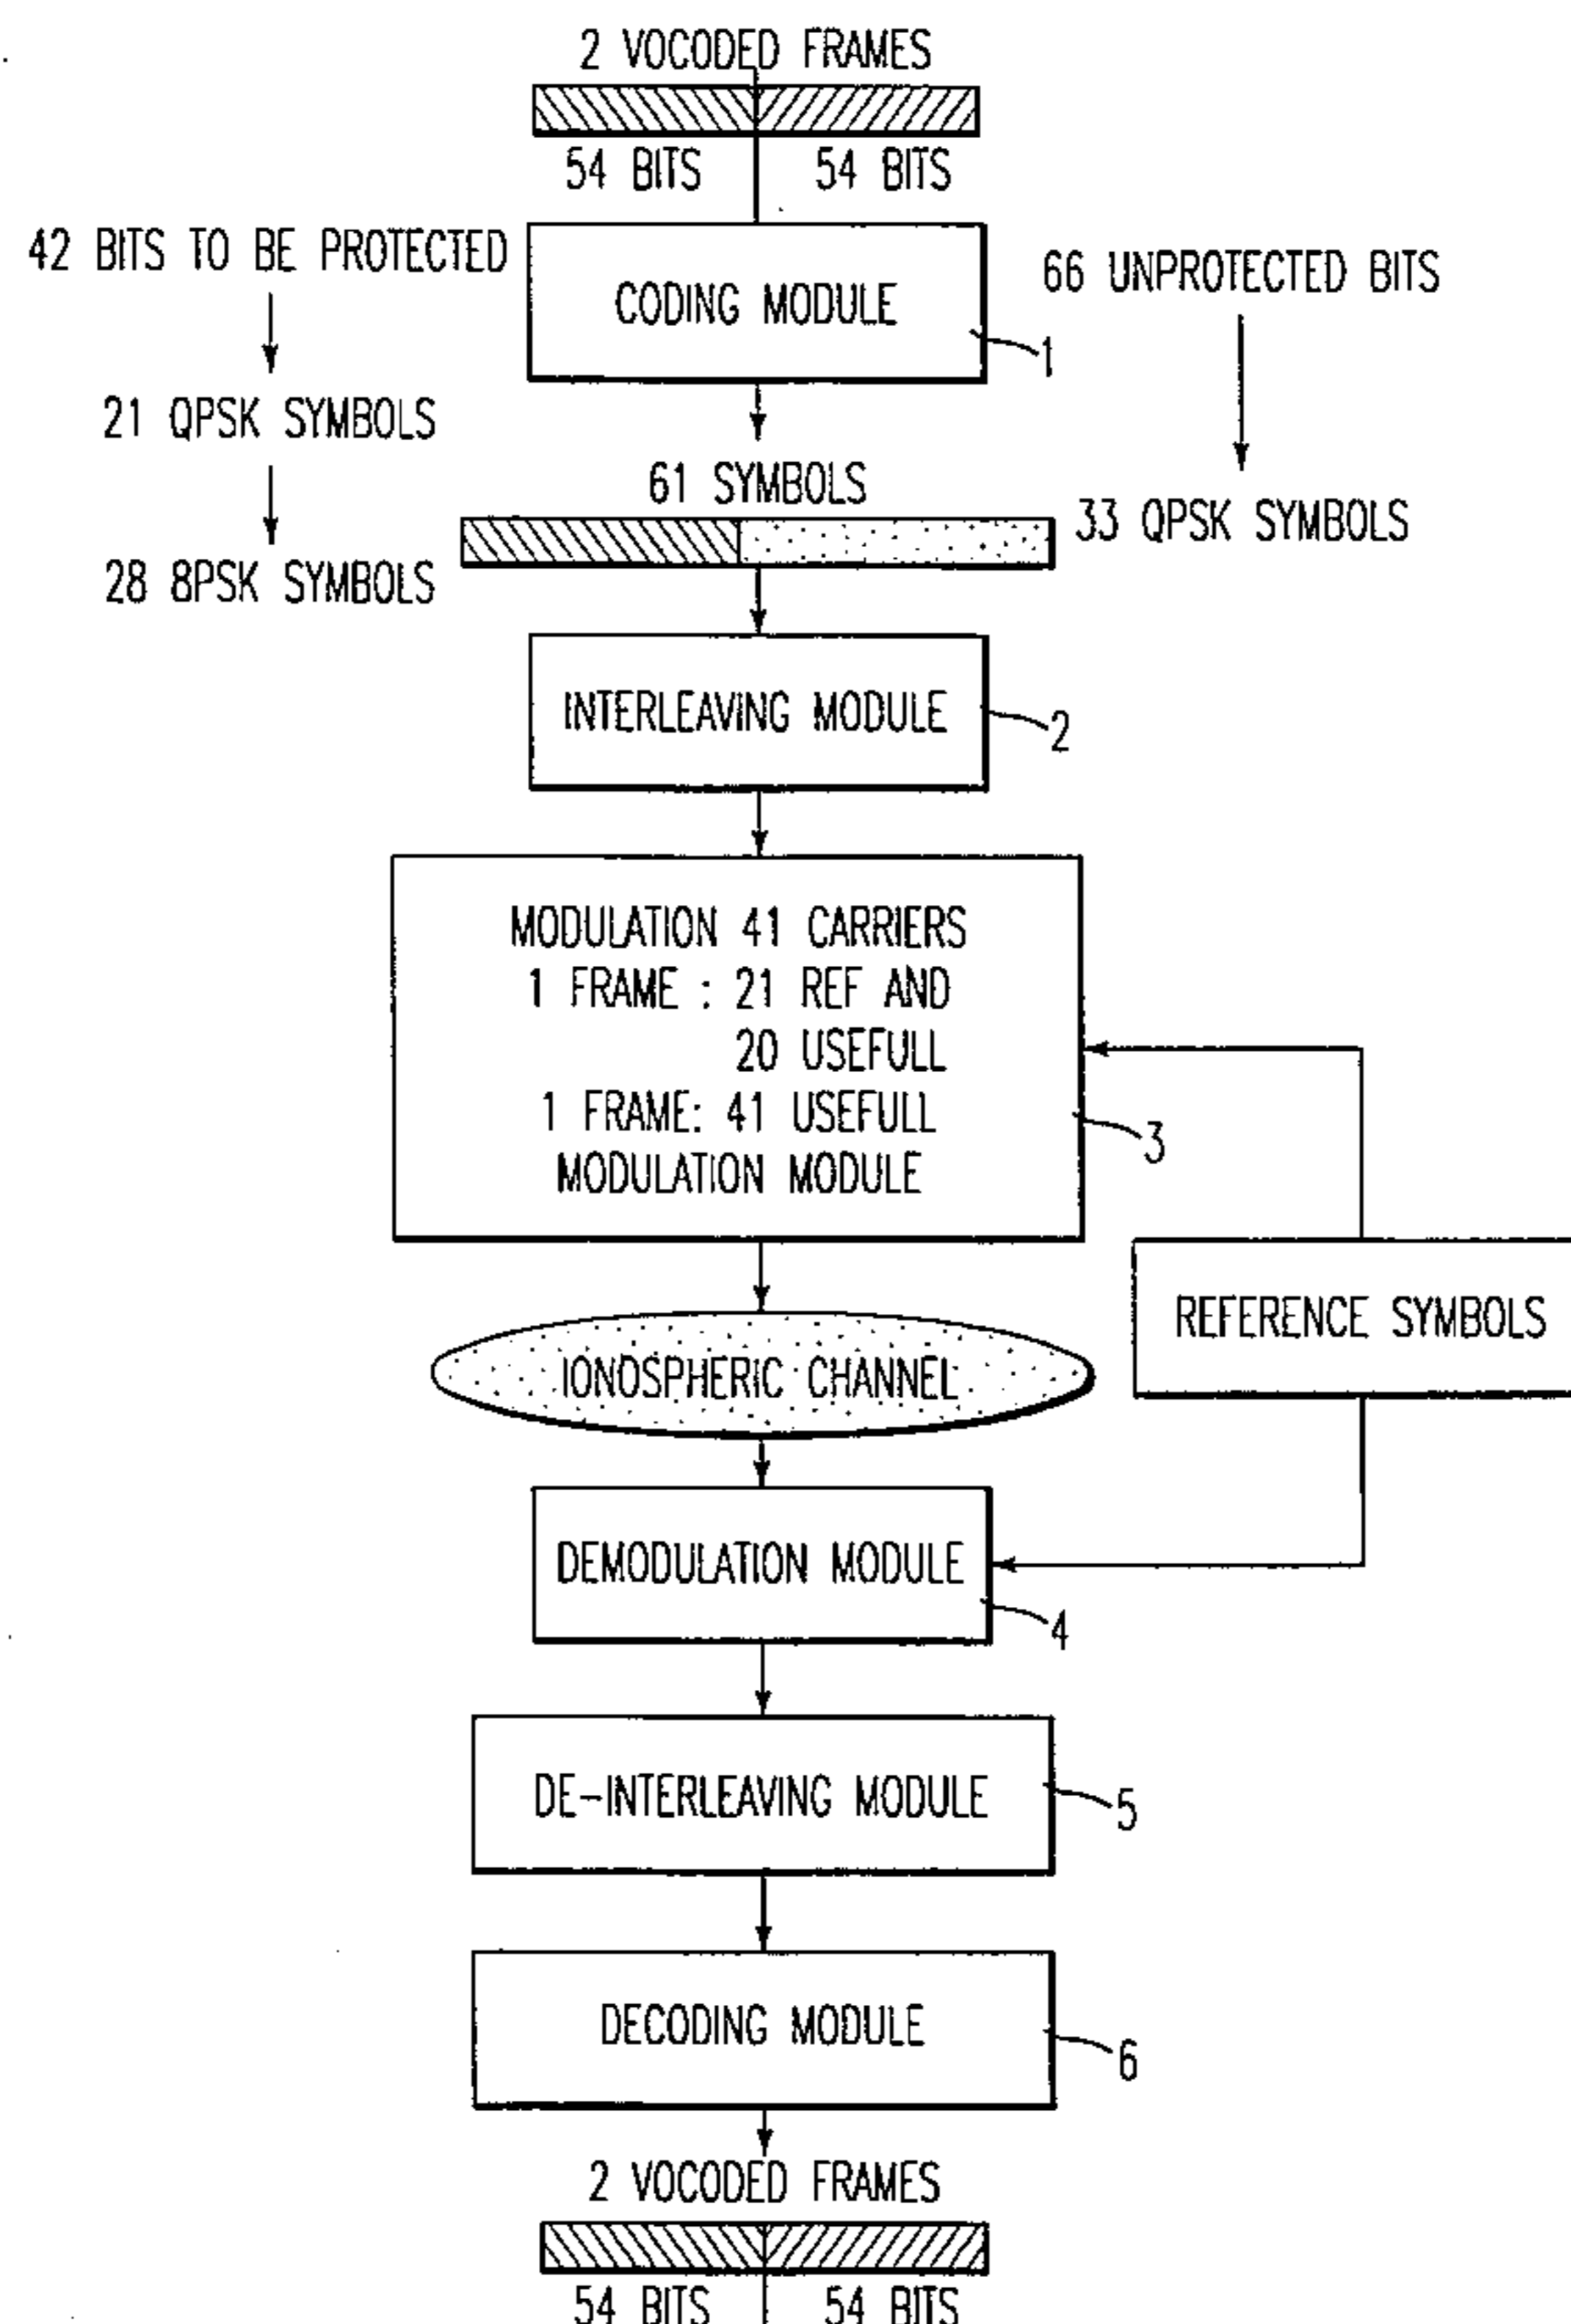 2 VOCODED FRAMES
54 BITS 54 BITS
42 BITS TO BE PROTECTED
66 UNPROTECTED BITS
CODING MODULE
1
21 QPSK SYMBOLS
61 SYMBOLS
33 QPSK SYMBOLS
28 8PSK SYMBOLS
INTERLEAVING MODULE
2
MODULATION 41 CARRIERS
1 FRAME : 21 REF AND
20 USEFULL
1 FRAME: 41 USEFULL
MODULATION MODULE
3
REFERENCE SYMBOLS
IONOSPHERIC CHANNEL
DEMODULATION MODULE
4
DE-INTERLEAVING MODULE
5
DECODING MODULE
6
2 VOCODED FRAMES
54 BITS 54 BITS